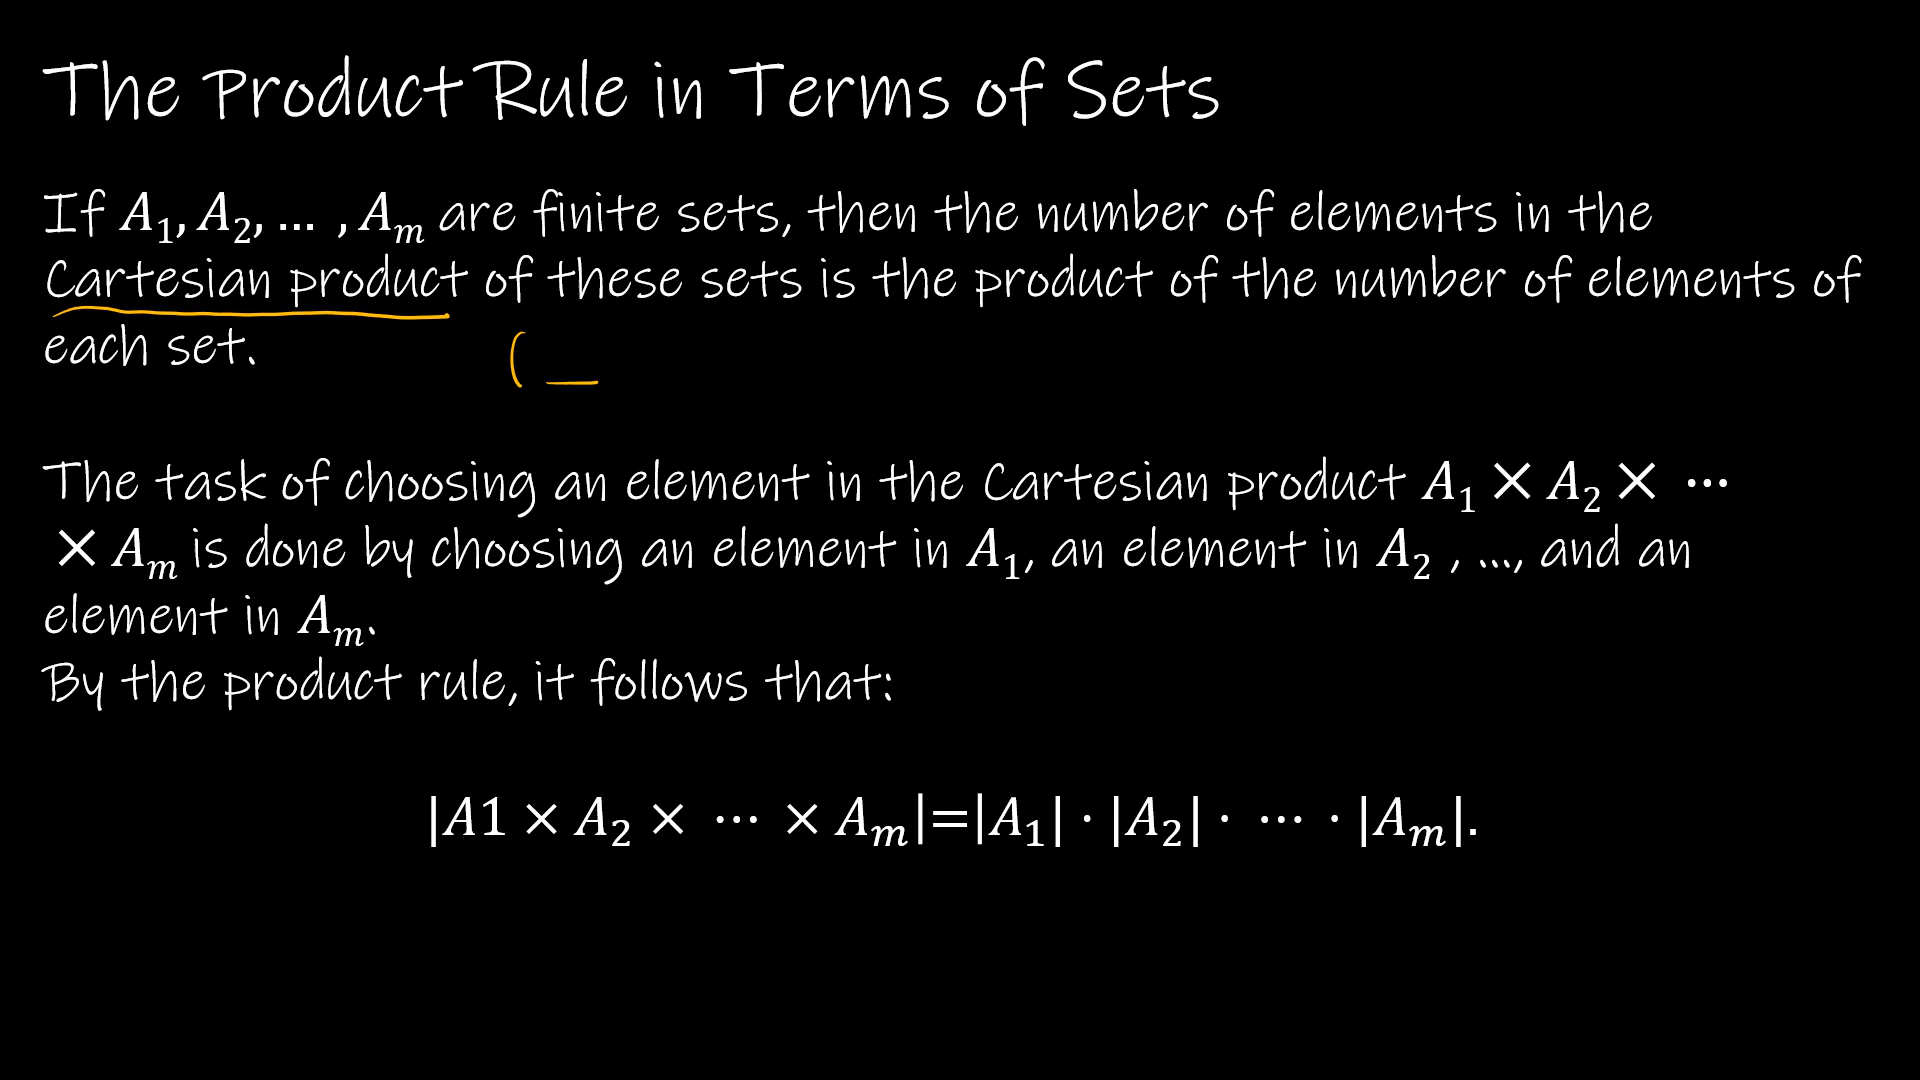 The Product Rule in Terms of Sets
If A₁, A₂, … , Aₘ are finite sets, then the number of elements in the
Cartesian product of these sets is the product of the number of elements of
each set.
( _
The task of choosing an element in the Cartesian product A₁ × A₂ × ⋯
× Aₘ is done by choosing an element in A₁, an element in A₂ , …, and an
element in Aₘ.
By the product rule, it follows that:
|A1 × A₂ × ⋯ × Aₘ|=|A₁| · |A₂| · ⋯ · |Aₘ|.